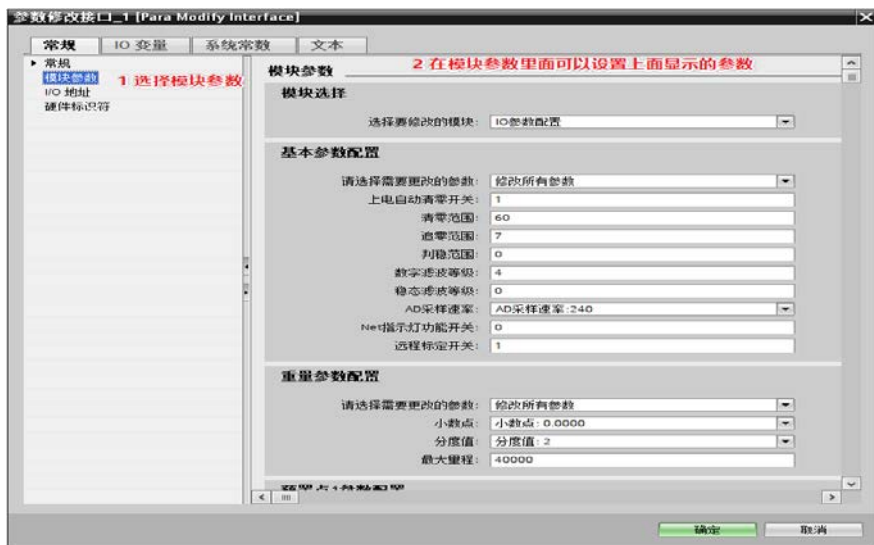 参数修改接口_1 [Para Modify Interface]
常规 IO 变量 系统常数 文本
常规
模块参数
I/O 地址
硬件标识符
1 选择模块参数
2 在模块参数里面可以设置上面显示的参数
模块参数
模块选择
选择要修改的模块: IO参数配置
基本参数配置
请选择需要更改的参数: 修改所有参数
上电自动清零开关: 1
清零范围: 60
追零范围: 7
判稳范围: 0
数字滤波等级: 4
稳态滤波等级: 0
AD采样速率: AD采样速率:240
Net指示灯功能开关: 0
远程标定开关: 1
重量参数配置
请选择需要更改的参数: 修改所有参数
小数点: 小数点: 0.0000
分度值: 分度值: 2
最大量程: 40000
预置点1参数配置
确定 取消